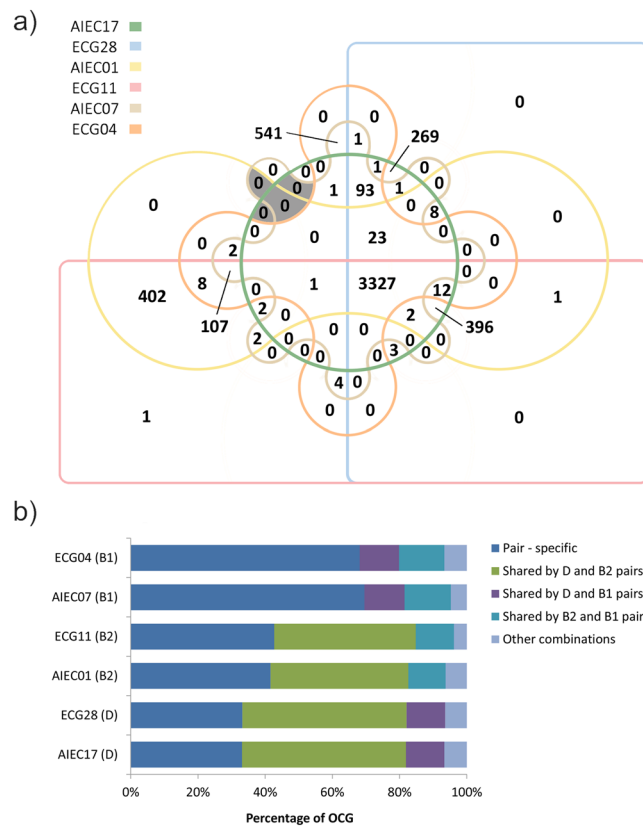 a)
AIEC17
ECG28
AIEC01
ECG11
AIEC07
ECG04
0
0 0
541 1 269
0 0 1 0
0 0 1 93 1 0
0 0 0 8
0 0 0 0
0 2 0 23 0 0
402 8 0 1 3327 12 0 1
107 2 0 2 396
2 0 0 0 0 0 0
0 0 0 0 3 0
4 0
1 0 0 0
b)
ECG04 (B1)
AIEC07 (B1)
ECG11 (B2)
AIEC01 (B2)
ECG28 (D)
AIEC17 (D)
0% 20% 40% 60% 80% 100%
Percentage of OCG
Pair - specific
Shared by D and B2 pairs
Shared by D and B1 pairs
Shared by B2 and B1 pair
Other combinations